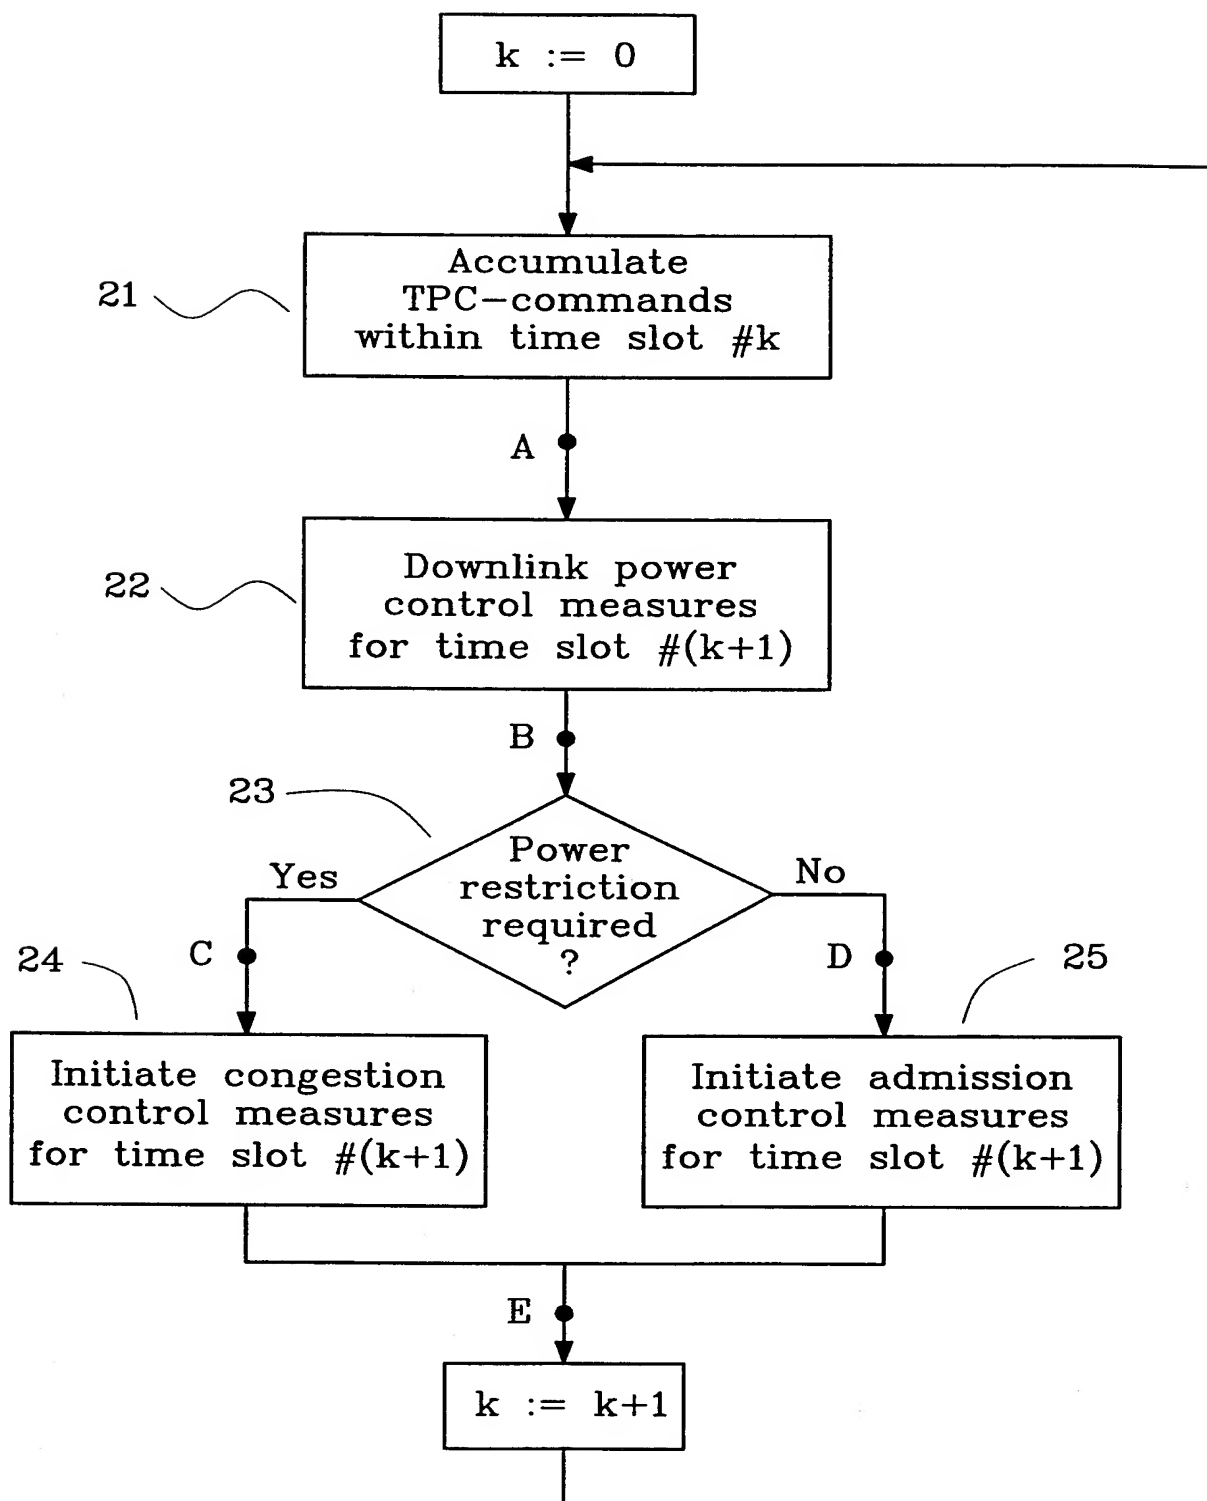 k := 0
21
Accumulate
TPC-commands
within time slot #k
A
22
Downlink power
control measures
for time slot #(k+1)
B
23
Power
restriction
required
?
Yes
No
C
D
24
25
Initiate congestion
control measures
for time slot #(k+1)
Initiate admission
control measures
for time slot #(k+1)
E
k := k+1